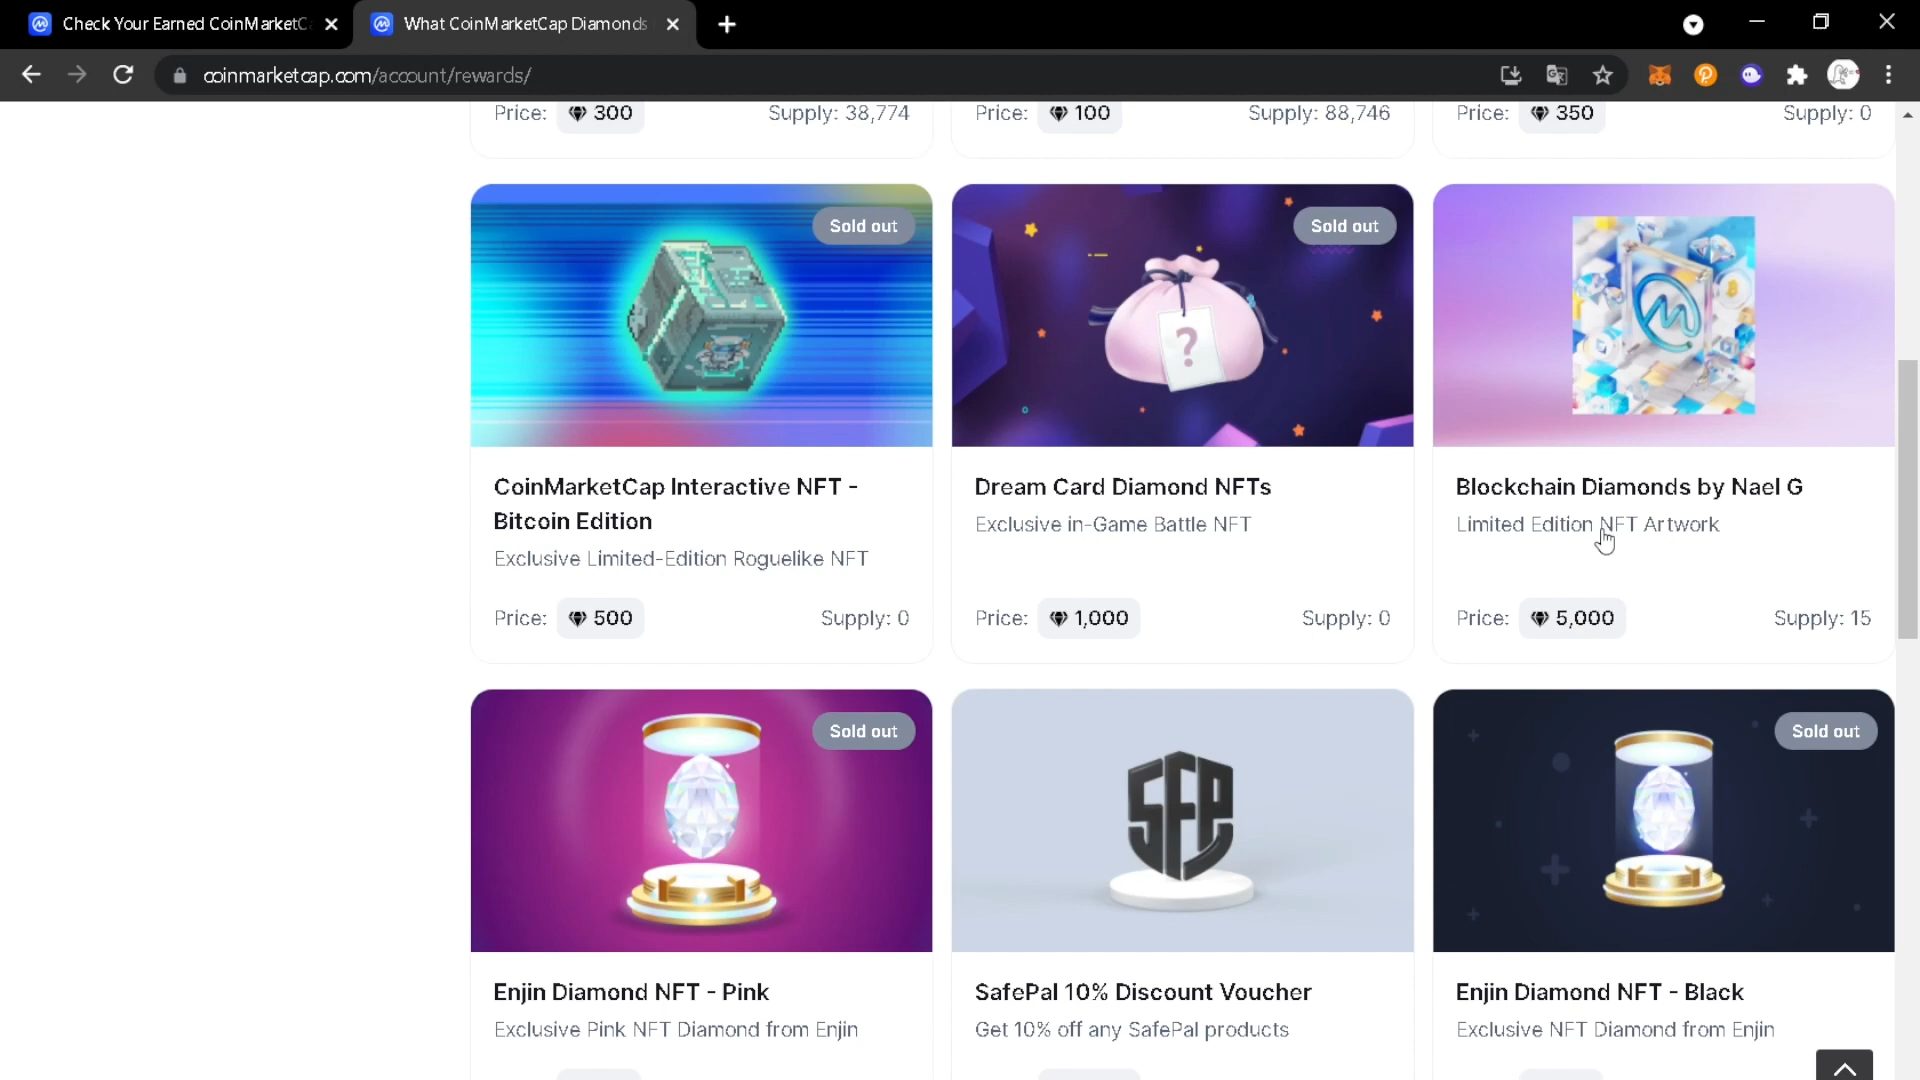 Check Your Earned CoinMarketC
What CoinMarketCap Diamonds
coinmarketcap.com/account/rewards/
Price: 300 Supply: 38,774
Price: 100 Supply: 88,746
Price: 350 Supply: 0
Sold out
Sold out
?
CoinMarketCap Interactive NFT -
Bitcoin Edition
Exclusive Limited-Edition Roguelike NFT
Price: 500 Supply: 0
Dream Card Diamond NFTs
Exclusive in-Game Battle NFT
Price: 1,000 Supply: 0
Blockchain Diamonds by Nael G
Limited Edition NFT Artwork
Price: 5,000 Supply: 15
Sold out
SFP
Sold out
Enjin Diamond NFT - Pink
Exclusive Pink NFT Diamond from Enjin
SafePal 10% Discount Voucher
Get 10% off any SafePal products
Enjin Diamond NFT - Black
Exclusive NFT Diamond from Enjin